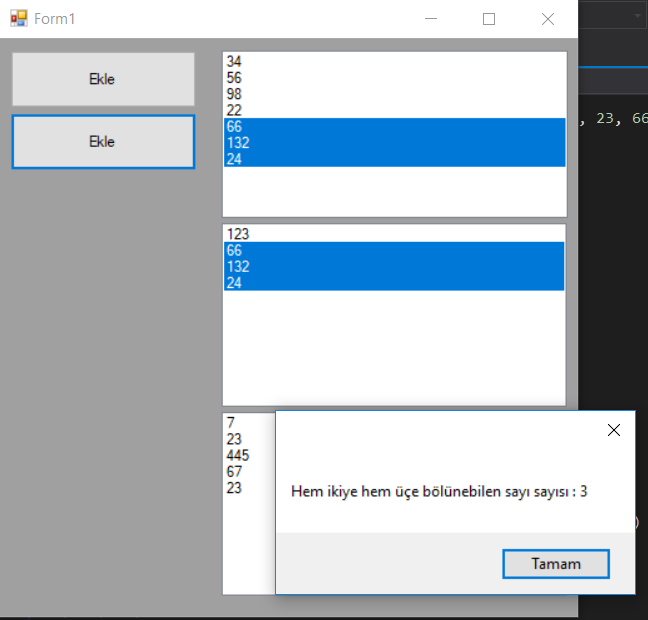 Form1
Ekle
Ekle
34
56
98
22
66
132
24
, 23, 66
123
66
132
24
7
23
445
67
23
Hem ikiye hem üçe bölünebilen sayı sayısı : 3
)
Tamam